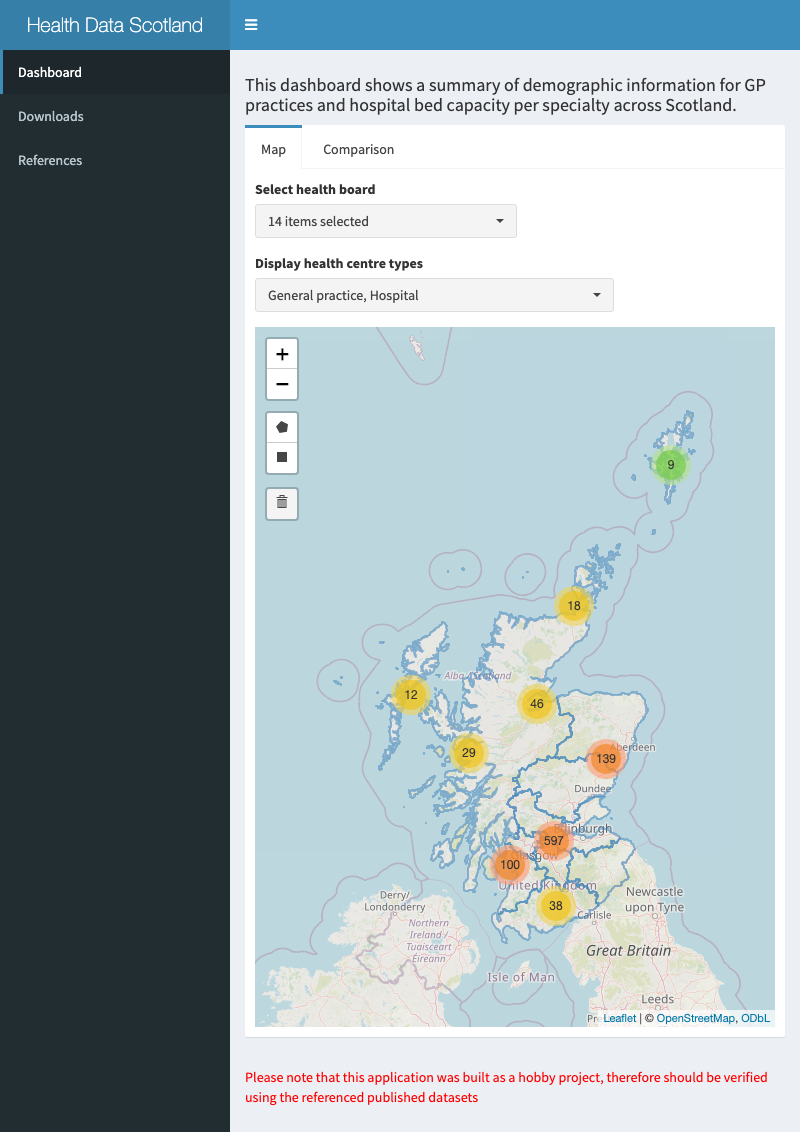 Health Data Scotland
Dashboard
Downloads
References
This dashboard shows a summary of demographic information for GP
practices and hospital bed capacity per specialty across Scotland.
Map
Comparison
Select health board
14 items selected
Display health centre types
General practice, Hospital
+
−
9
18
Alba / Scotland
12
46
29
Aberdeen
139
Dundee
Edinburgh
597
Glasgow
100
United Kingdom
Newcastle
upon Tyne
Derry/
Londonderry
38
Carlisle
Northern
Ireland /
Tuaisceart
Éireann
Great Britain
Isle of Man
Leeds
Leaflet | © OpenStreetMap, ODbL
Please note that this application was built as a hobby project, therefore should be verified
using the referenced published datasets